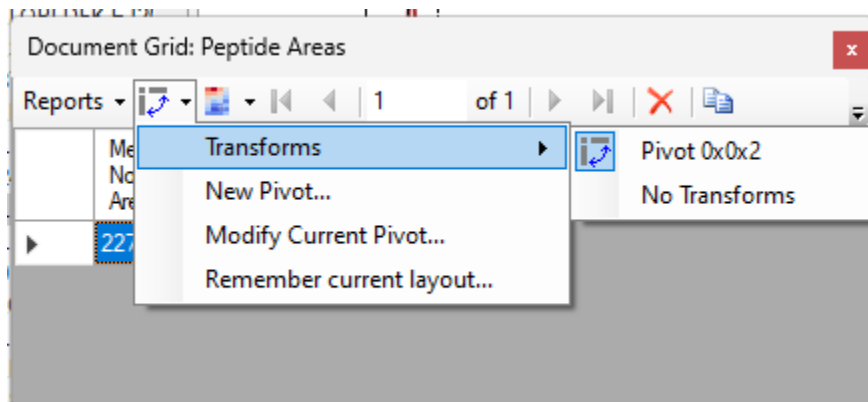 Document Grid: Peptide Areas
x
Reports
1
of 1
Transforms
Pivot 0x0x2
New Pivot...
No Transforms
Modify Current Pivot...
Remember current layout...
227